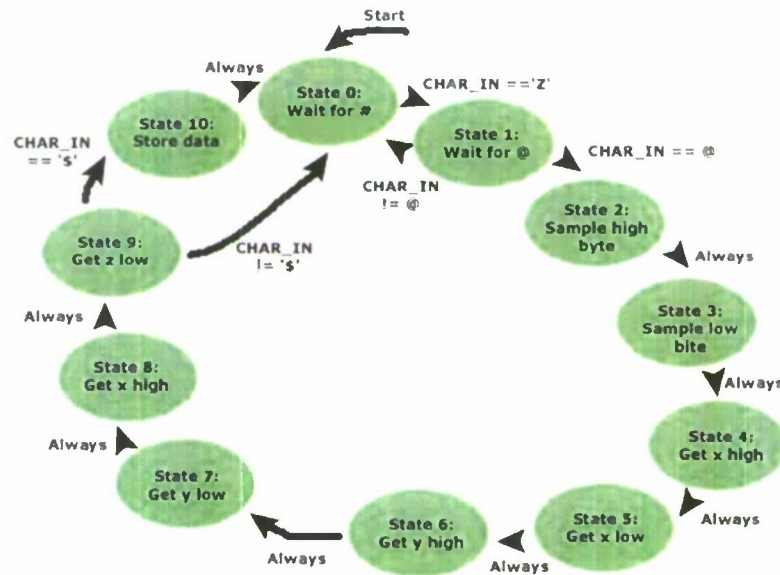 Start
Always
State 0:
Wait for #
CHAR_IN =='Z'
State 10:
Store data
State 1:
Wait for @
CHAR_IN
== '$'
CHAR_IN
!= @
CHAR_IN == @
State 9:
Get z low
CHAR_IN
!= '$'
State 2:
Sample high
byte
Always
Always
State 3:
Sample low
bite
State 8:
Get x high
Always
Always
State 4:
Get x high
State 7:
Get y low
Always
State 6:
Get y high
State 5:
Get x low
Always
Always